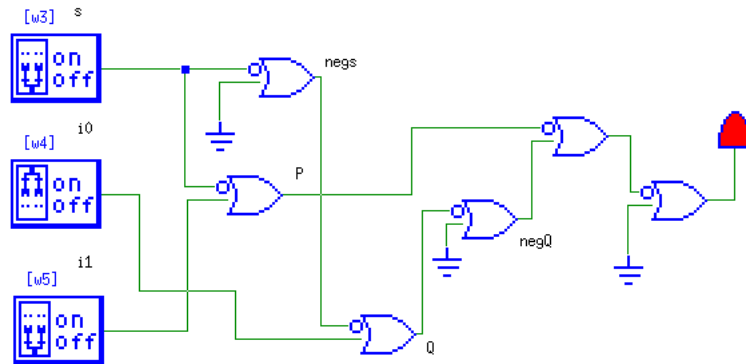 [w3] s
on
off
negs
[w4] i0
on
off
P
negQ
[w5] i1
on
off
Q